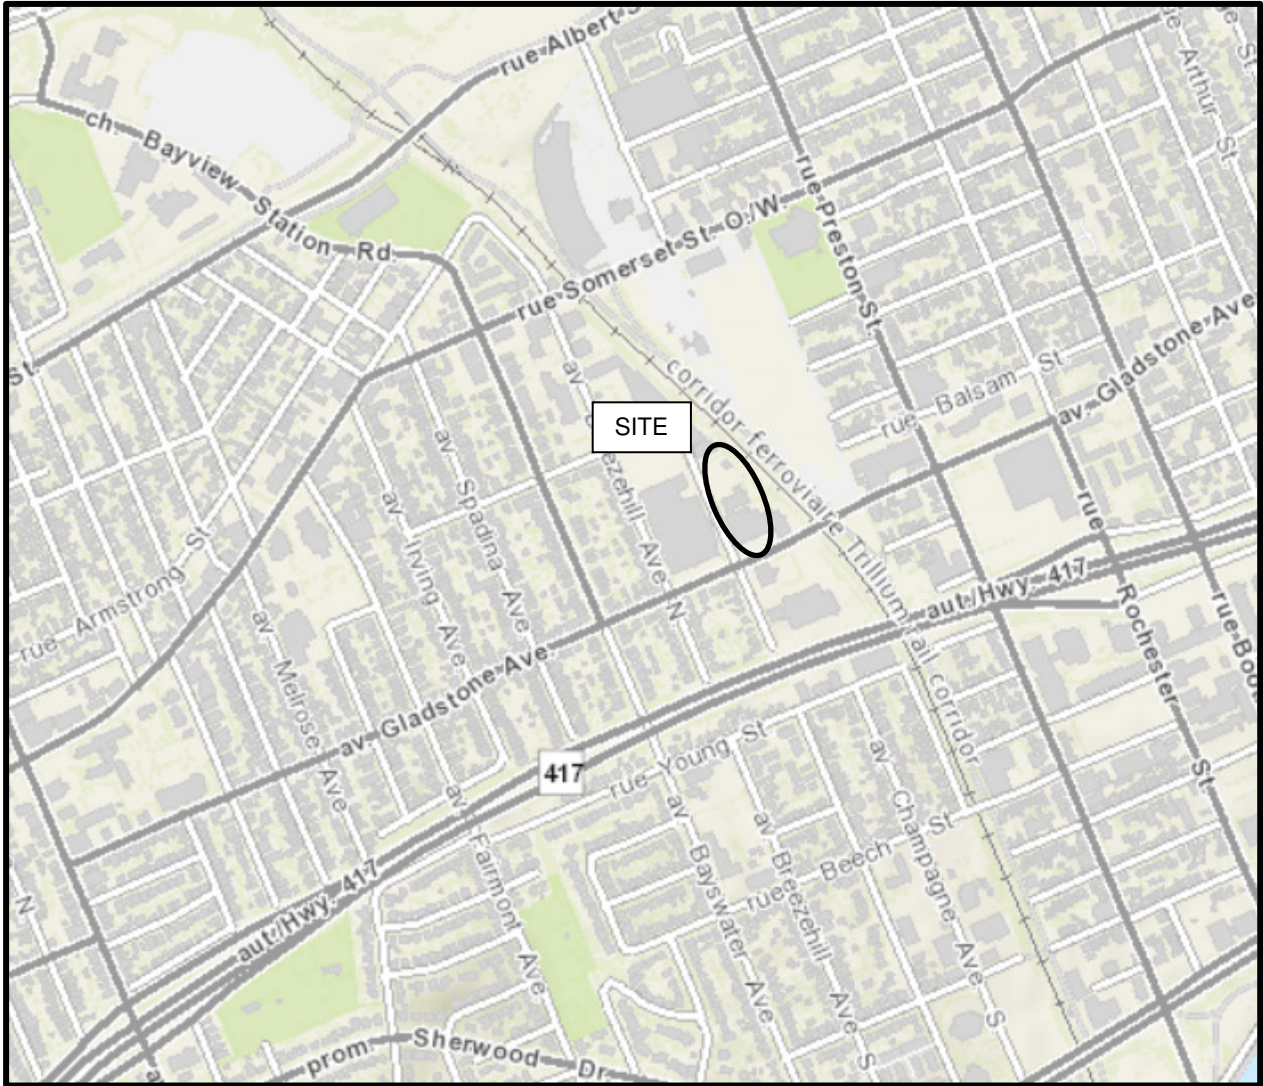 rue Albert S
ch. Bayview Station Rd
rue Preston St.
Arthur St
rue Somerset St. O./W.
St
av. Gladstone Ave
rue Balsam St
corridor ferroviaire Trillium rail corridor
SITE
av
ezehill Ave N
av Spadina Ave
av Irving Ave
rue Armstrong St
av Melrose Ave
av. Gladstone Ave
aut./Hwy. 417
rue Rochester St
rue Boo
417
rue Young St
av Champagne Ave S
av Fairmont Ave
av Bayswater Ave
av Breezehill Ave S
rue Beech St
aut./Hwy. 417
N
prom. Sherwood Dr.